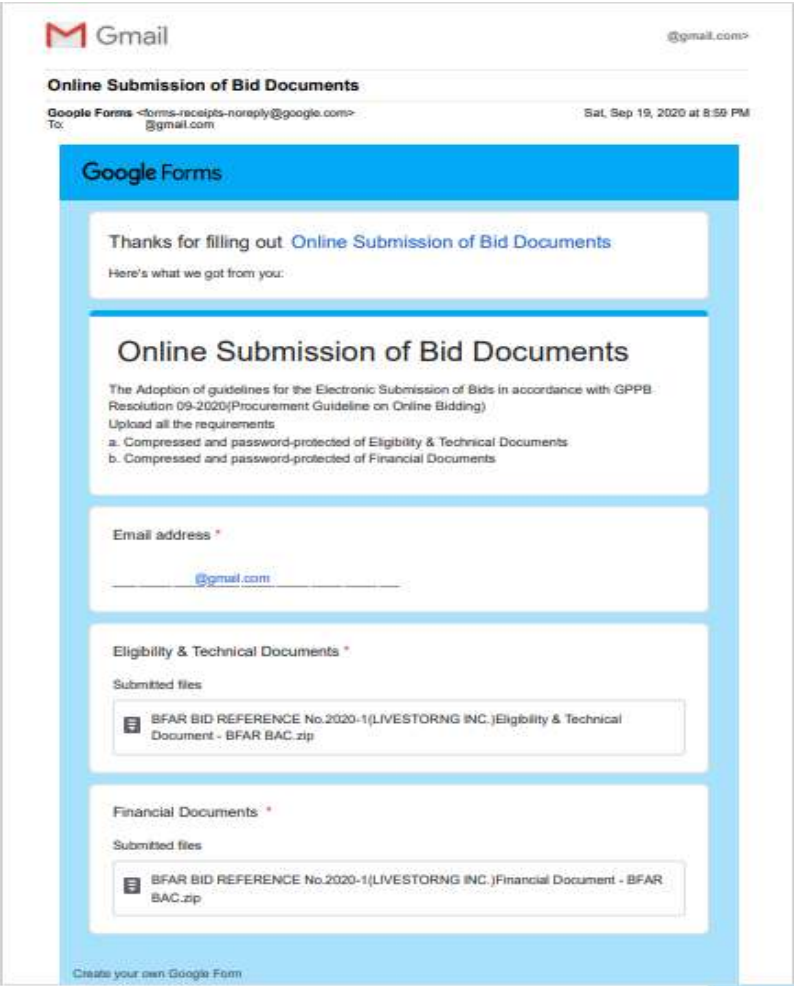 Gmail
@gmail.com>
Online Submission of Bid Documents
Google Forms <forms-receipts-noreply@google.com>
Sat, Sep 19, 2020 at 8:59 PM
To: @gmail.com
Google Forms
Thanks for filling out Online Submission of Bid Documents
Here's what we got from you:
Online Submission of Bid Documents
The Adoption of guidelines for the Electronic Submission of Bids in accordance with GPPB
Resolution 09-2020(Procurement Guideline on Online Bidding)
Upload all the requirements
a. Compressed and password-protected of Eligibility & Technical Documents
b. Compressed and password-protected of Financial Documents
Email address *
@gmail.com
Eligibility & Technical Documents *
Submitted files
BFAR BID REFERENCE No.2020-1(LIVESTORNG INC.)Eligibility & Technical
Document - BFAR BAC.zip
Financial Documents *
Submitted files
BFAR BID REFERENCE No.2020-1(LIVESTORNG INC.)Financial Document - BFAR
BAC.zip
Create your own Google Form